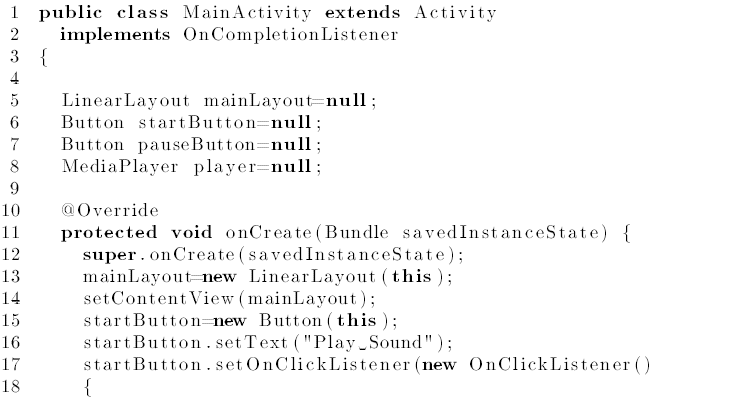 1 public class MainActivity extends Activity
2 implements OnCompletionListener
3 {
4
5 LinearLayout mainLayout=null;
6 Button startButton=null;
7 Button pauseButton=null;
8 MediaPlayer player=null;
9
10 @Override
11 protected void onCreate(Bundle savedInstanceState) {
12 super.onCreate(savedInstanceState);
13 mainLayout=new LinearLayout(this);
14 setContentView(mainLayout);
15 startButton=new Button(this);
16 startButton.setText("Play␣Sound");
17 startButton.setOnClickListener(new OnClickListener()
18 {